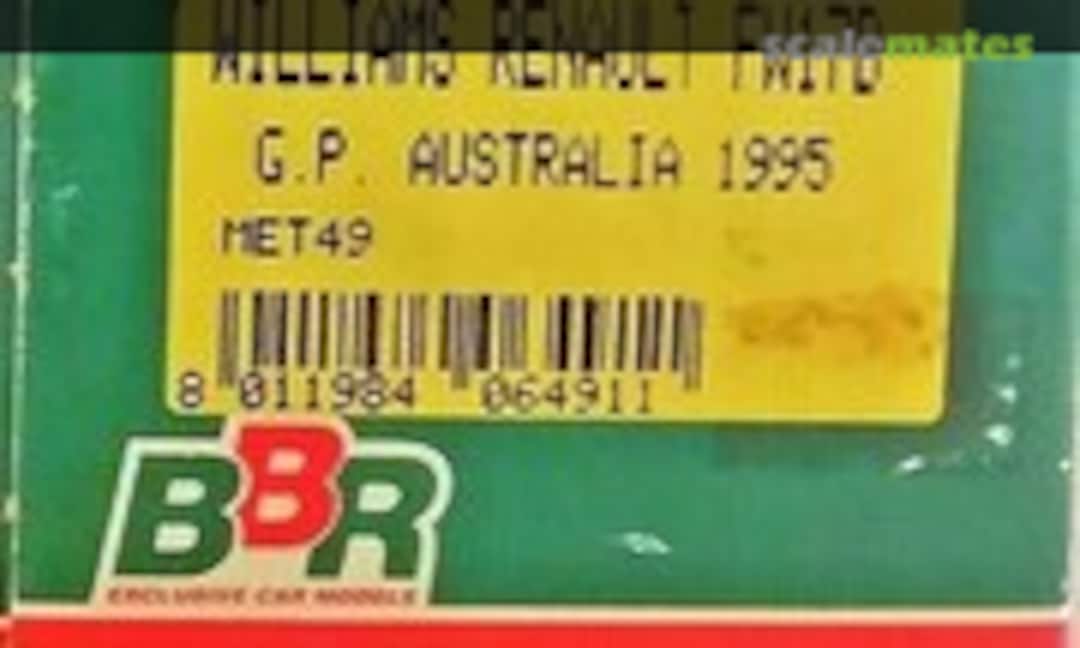 scalemates
WILLIAMS RENAULT FW17B
G.P. AUSTRALIA 1995
MET49
8 011984 064911
BBR
EXCLUSIVE CAR MODELS